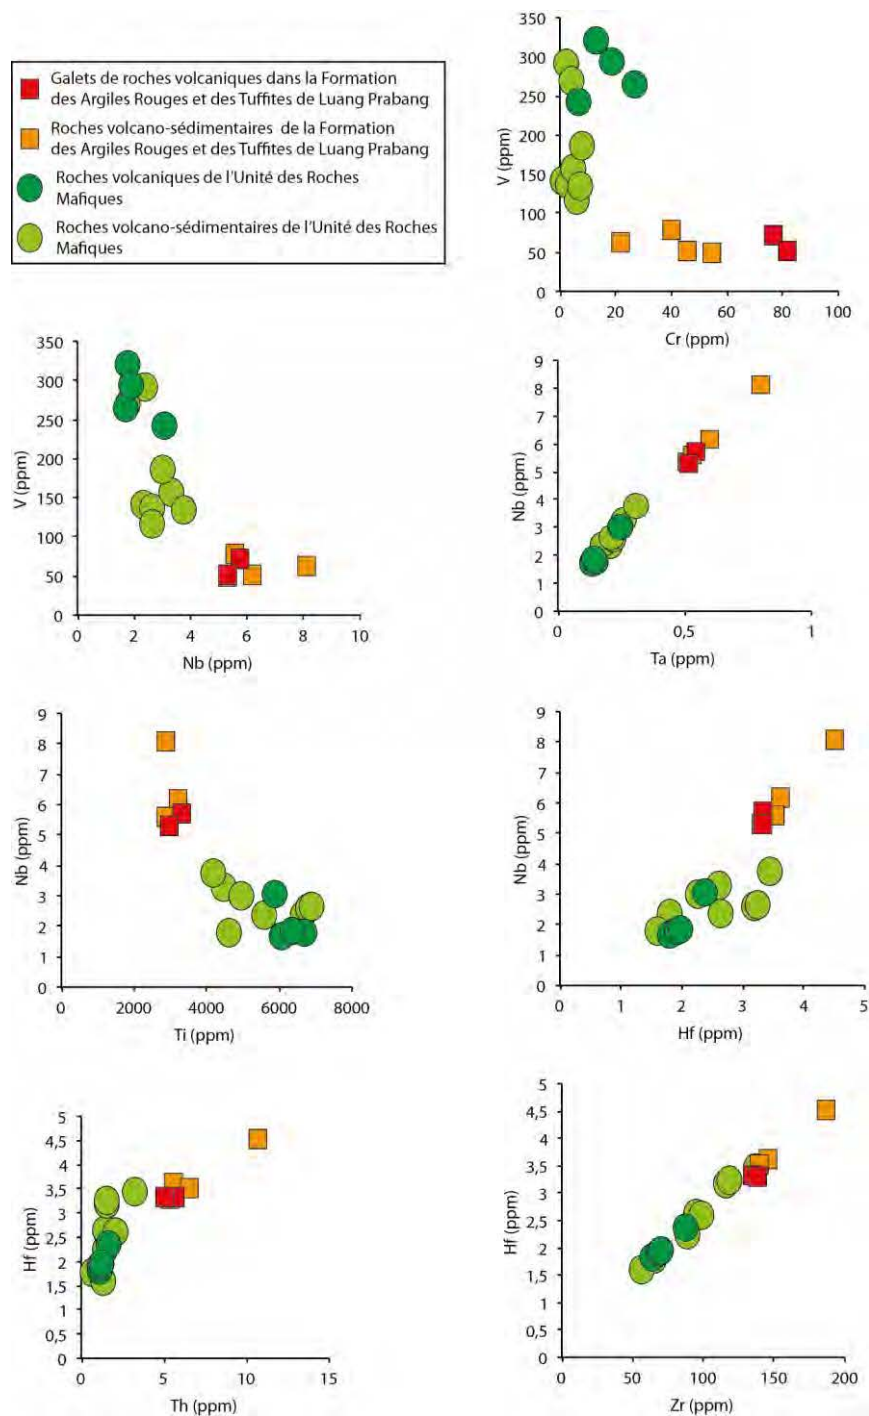 Galets de roches volcaniques dans la Formation
des Argiles Rouges et des Tuffites de Luang Prabang
Roches volcano-sédimentaires de la Formation
des Argiles Rouges et des Tuffites de Luang Prabang
Roches volcaniques de l'Unité des Roches
Mafiques
Roches volcano-sédimentaires de l'Unité des Roches
Mafiques
350
300
250
200
150
100
50
0
V (ppm)
0 20 40 60 80 100
Cr (ppm)
350
300
250
200
150
100
50
0
V (ppm)
0 2 4 6 8 10
Nb (ppm)
9
8
7
6
5
4
3
2
1
0
Nb (ppm)
0 0,5 1
Ta (ppm)
9
8
7
6
5
4
3
2
1
0
Nb (ppm)
0 2000 4000 6000 8000
Ti (ppm)
9
8
7
6
5
4
3
2
1
0
Nb (ppm)
0 1 2 3 4 5
Hf (ppm)
5
4,5
4
3,5
3
2,5
2
1,5
1
0,5
0
Hf (ppm)
0 5 10 15
Th (ppm)
5
4,5
4
3,5
3
2,5
2
1,5
1
0,5
0
Hf (ppm)
0 50 100 150 200
Zr (ppm)